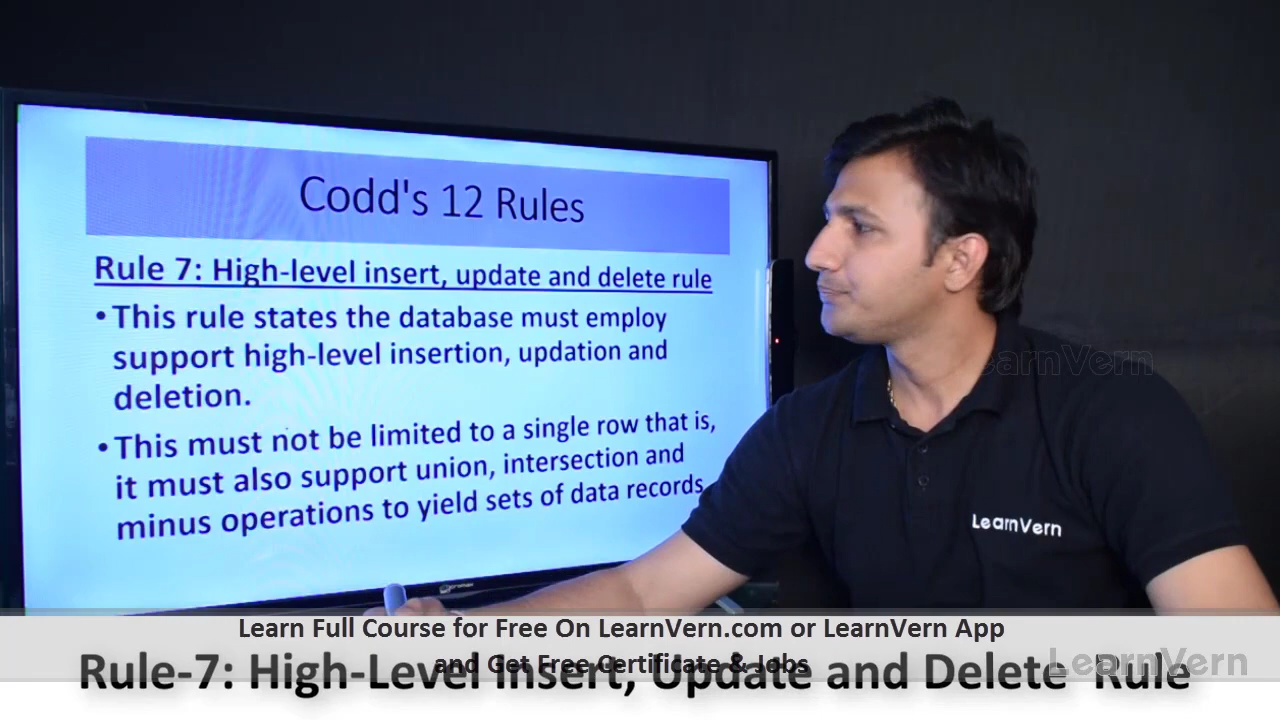 Codd's 12 Rules
Rule 7: High-level insert, update and delete rule
•This rule states the database must employ
support high-level insertion, updation and
deletion.
•This must not be limited to a single row that is,
it must also support union, intersection and
minus operations to yield sets of data records.
LearnVern
LearnVern
Learn Full Course for Free On LearnVern.com or LearnVern App
and Get Free Certificate & Jobs
Rule-7: High-Level Insert, Update and Delete Rule
LearnVern